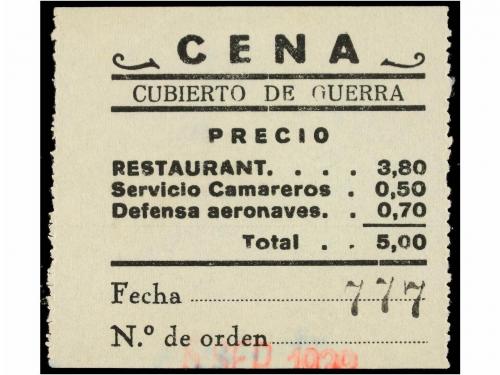 CENA
CUBIERTO DE GUERRA
PRECIO
RESTAURANT. . . . 3,80
Servicio Camareros . 0,50
Defensa aeronaves. . 0,70
Total . . 5,00
Fecha 777
N.º de orden